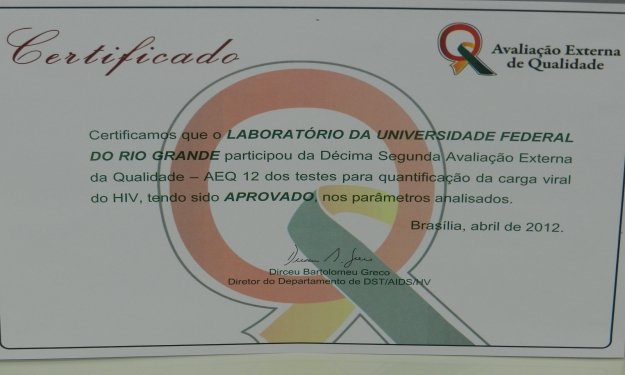 Certificado
Avaliação Externa
de Qualidade
Certificamos que o LABORATÓRIO DA UNIVERSIDADE FEDERAL
DO RIO GRANDE participou da Décima Segunda Avaliação Externa
da Qualidade – AEQ 12 dos testes para quantificação da carga viral
do HIV, tendo sido APROVADO, nos parâmetros analisados.
Brasília, abril de 2012.
Dirceu Bartolomeu Greco
Diretor do Departamento de DST/AIDS/HV